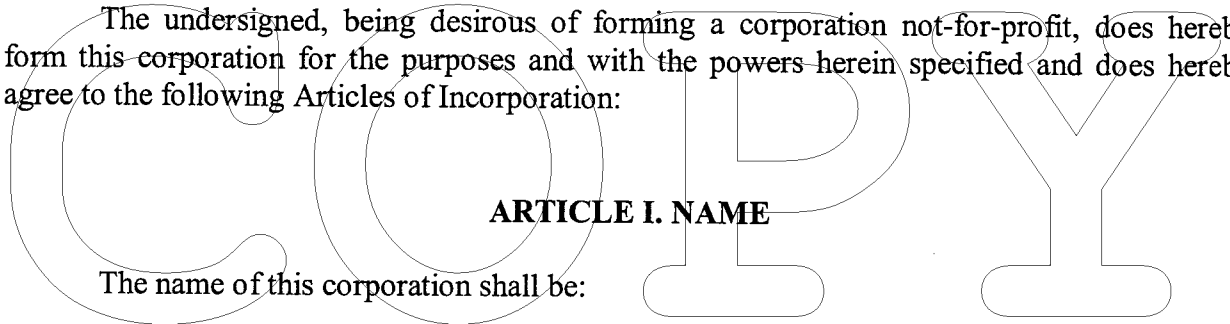 The undersigned, being desirous of forming a corporation not-for-profit, does hereb
form this corporation for the purposes and with the powers herein specified and does hereb
agree to the following Articles of Incorporation:
COPY
ARTICLE I. NAME
The name of this corporation shall be: